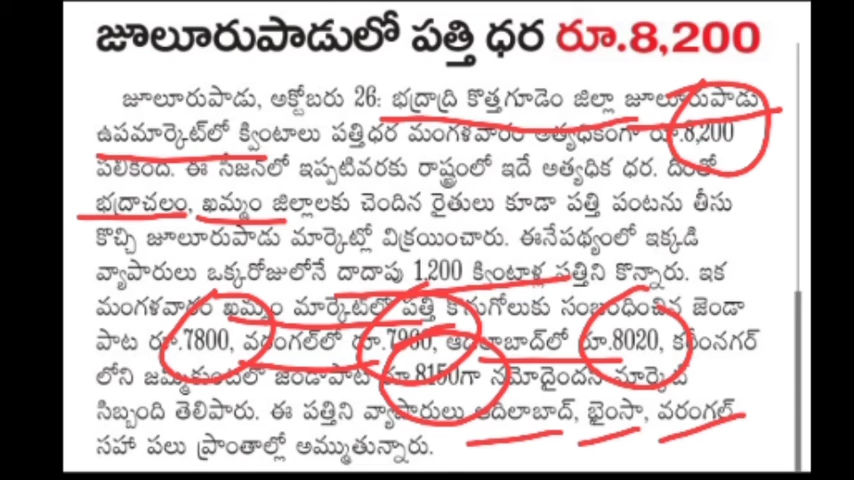 జూలూరుపాడులో పత్తి ధర రూ.8,200
జూలూరుపాడు, అక్టోబరు 26: భద్రాద్రి కొత్తగూడెం జిల్లా జూలూరుపాడు
ఉపమార్కెట్‌లో క్వింటాలు పత్తిధర మంగళవారం అత్యధికంగా రూ.8,200
పలికింది. ఈ సీజన్‌లో ఇప్పటివరకు రాష్ట్రంలో ఇదే అత్యధిక ధర. దీంతో
భద్రాచలం, ఖమ్మం జిల్లాలకు చెందిన రైతులు కూడా పత్తి పంటను తీసు
కొచ్చి జూలూరుపాడు మార్కెట్లో విక్రయించారు. ఈనేపథ్యంలో ఇక్కడి
వ్యాపారులు ఒక్కరోజులోనే దాదాపు 1,200 క్వింటాళ్ల పత్తిని కొన్నారు. ఇక
మంగళవారం ఖమ్మం మార్కెట్‌లో పత్తి కొనుగోలుకు సంబంధించిన జెండా
పాట రూ.7800, వరంగల్‌లో రూ.7960, ఆదిలాబాద్‌లో రూ.8020, కరీంనగర్
లోని జమ్మికుంటలో జెండాపాట రూ.8150గా నమోదైందని మార్కెట్
సిబ్బంది తెలిపారు. ఈ పత్తిని వ్యాపారులు ఆదిలాబాద్, భైంసా, వరంగల్
సహా పలు ప్రాంతాల్లో అమ్ముతున్నారు.